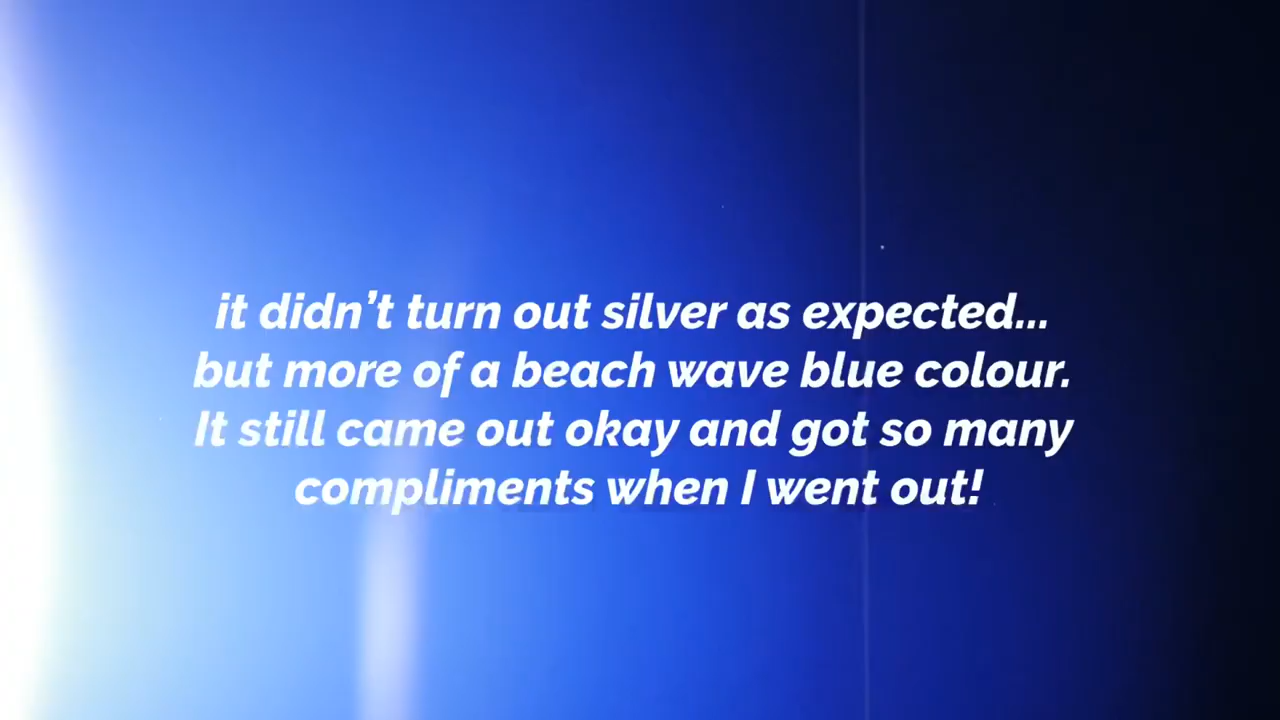 it didn’t turn out silver as expected...
but more of a beach wave blue colour.
It still came out okay and got so many
compliments when I went out!